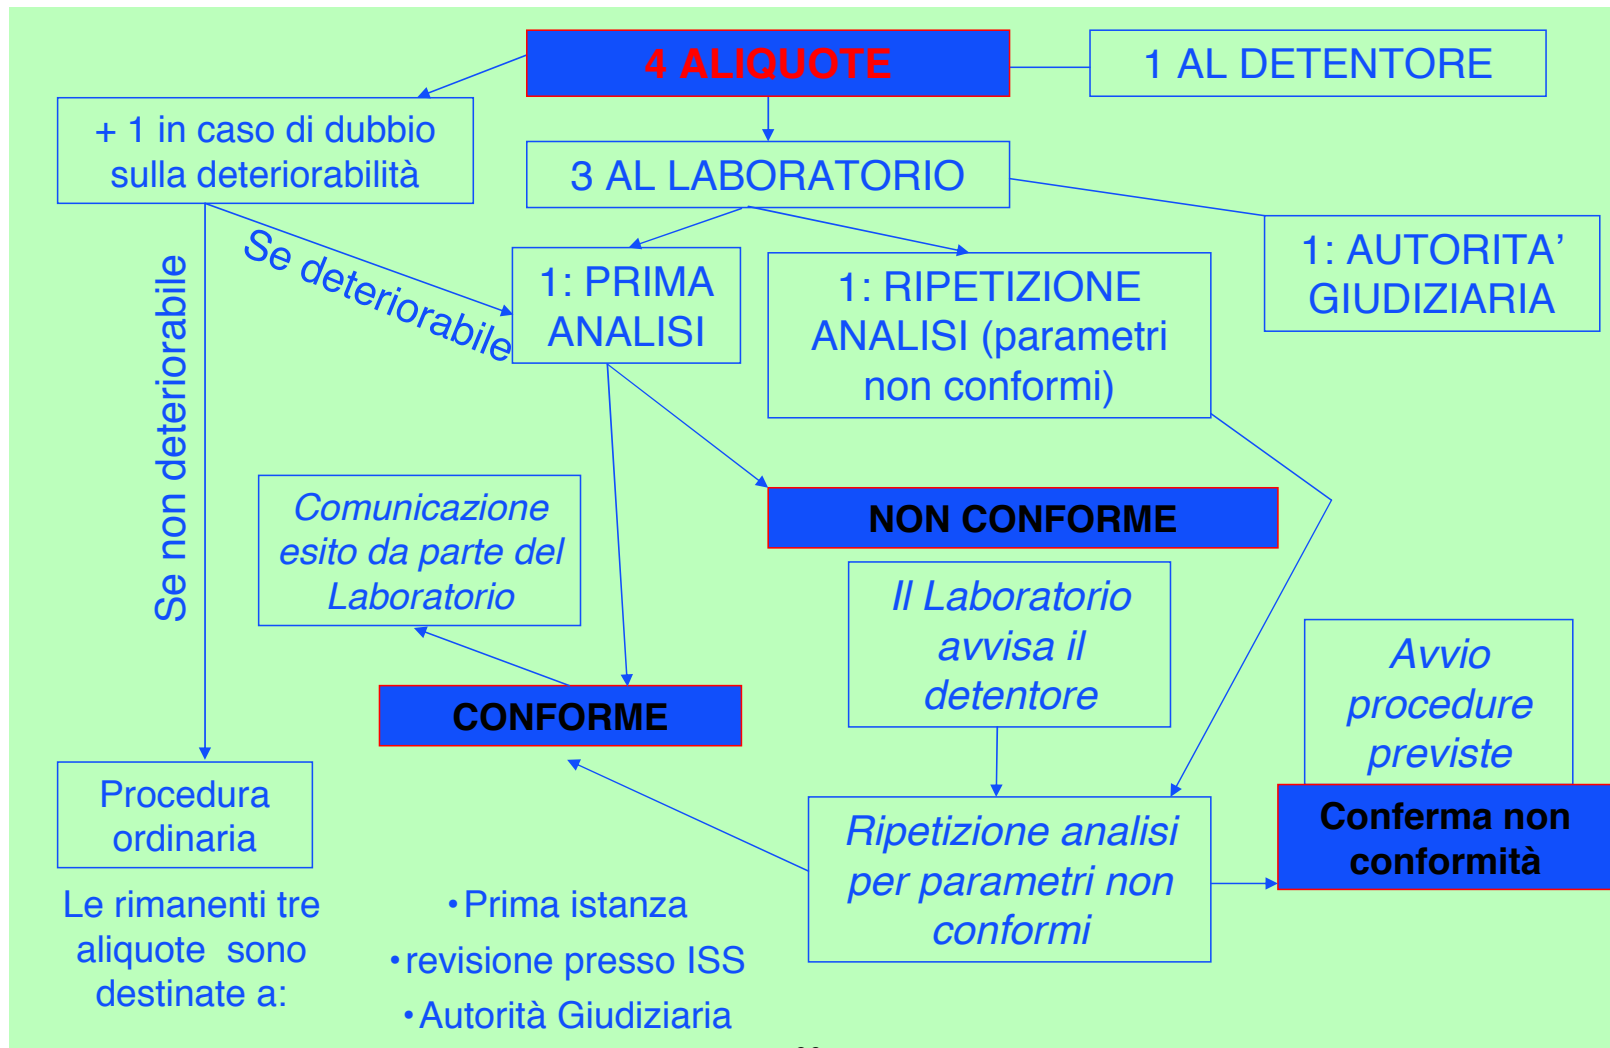 4 ALIQUOTE
1 AL DETENTORE
+ 1 in caso di dubbio
sulla deteriorabilità
3 AL LABORATORIO
1: AUTORITA’
GIUDIZIARIA
Se deteriorabile
Se non deteriorabile
1: PRIMA
ANALISI
1: RIPETIZIONE
ANALISI (parametri
non conformi)
Comunicazione
esito da parte del
Laboratorio
NON CONFORME
Il Laboratorio
avvisa il
detentore
Avvio
procedure
previste
CONFORME
Procedura
ordinaria
Ripetizione analisi
per parametri non
conformi
Conferma non
conformità
Le rimanenti tre
aliquote sono
destinate a:
•Prima istanza
•revisione presso ISS
•Autorità Giudiziaria